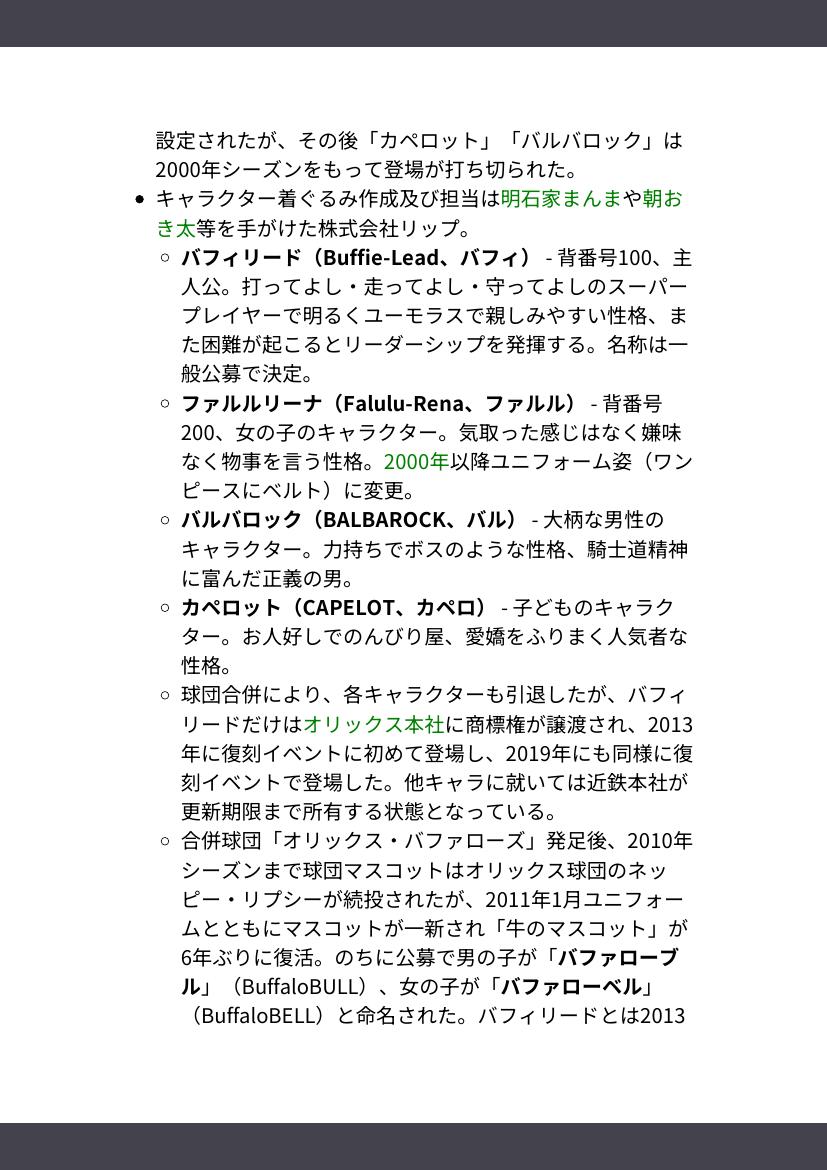 設定されたが、その後「カペロット」「バルバロック」は
2000年シーズンをもって登場が打ち切られた。
• キャラクター着ぐるみ作成及び担当は明石家まんまや朝お
き太等を手がけた株式会社リップ。
◦ バフィリード（Buffie-Lead、バフィ） - 背番号100、主
人公。打ってよし・走ってよし・守ってよしのスーパー
プレイヤーで明るくユーモラスで親しみやすい性格、ま
た困難が起こるとリーダーシップを発揮する。名称は一
般公募で決定。
◦ ファルルリーナ（Falulu-Rena、ファルル） - 背番号
200、女の子のキャラクター。気取った感じはなく嫌味
なく物事を言う性格。2000年以降ユニフォーム姿（ワン
ピースにベルト）に変更。
◦ バルバロック（BALBAROCK、バル） - 大柄な男性の
キャラクター。力持ちでボスのような性格、騎士道精神
に富んだ正義の男。
◦ カペロット（CAPELOT、カペロ） - 子どものキャラク
ター。お人好しでのんびり屋、愛嬌をふりまく人気者な
性格。
◦ 球団合併により、各キャラクターも引退したが、バフィ
リードだけはオリックス本社に商標権が譲渡され、2013
年に復刻イベントに初めて登場し、2019年にも同様に復
刻イベントで登場した。他キャラに就いては近鉄本社が
更新期限まで所有する状態となっている。
◦ 合併球団「オリックス・バファローズ」発足後、2010年
シーズンまで球団マスコットはオリックス球団のネッ
ピー・リプシーが続投されたが、2011年1月ユニフォー
ムとともにマスコットが一新され「牛のマスコット」が
6年ぶりに復活。のちに公募で男の子が「バファローブ
ル」（BuffaloBULL）、女の子が「バファローベル」
（BuffaloBELL）と命名された。バフィリードとは2013